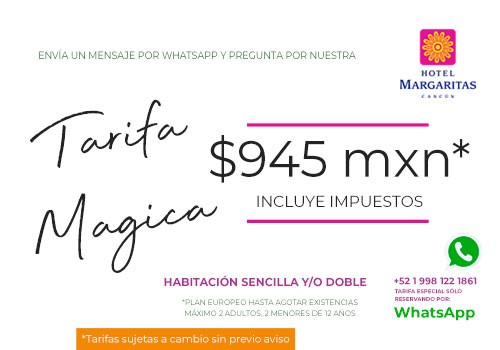 ENVÍA UN MENSAJE POR WHATSAPP Y PREGUNTA POR NUESTRA
HOTEL
MARGARITAS
CANCÚN
Tarifa
Magica
$945 mxn*
INCLUYE IMPUESTOS
HABITACIÓN SENCILLA Y/O DOBLE
*PLAN EUROPEO HASTA AGOTAR EXISTENCIAS
MÁXIMO 2 ADULTOS, 2 MENORES DE 12 AÑOS
+52 1 998 122 1861
TARIFA ESPECIAL SÓLO
RESERVANDO POR:
WhatsApp
*Tarifas sujetas a cambio sin previo aviso